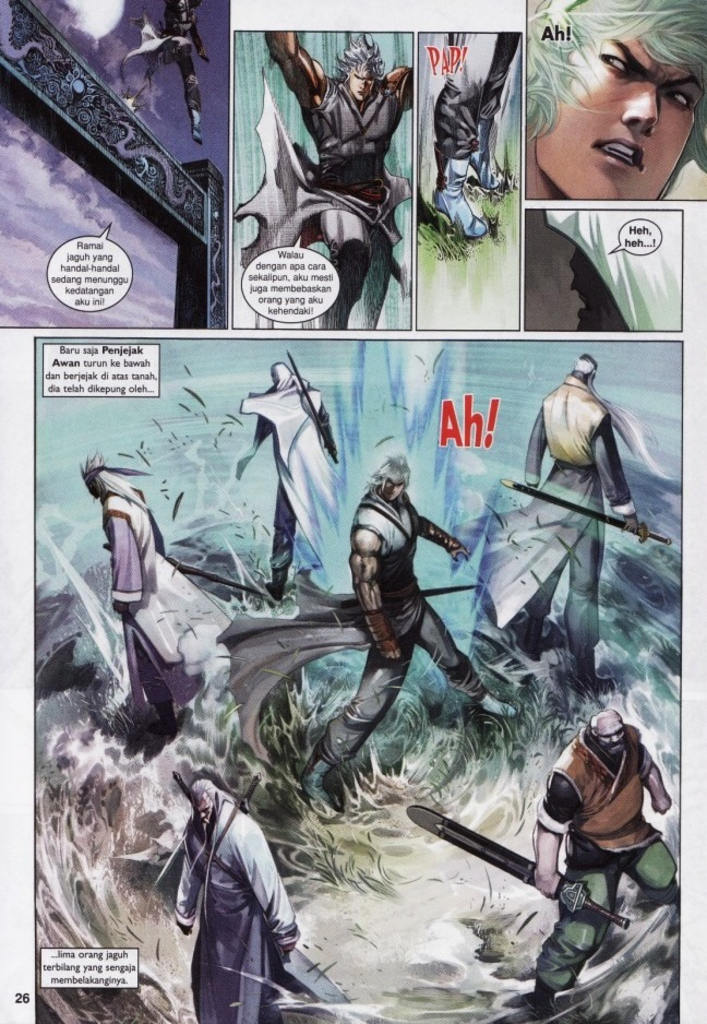 Ramai
jaguh yang
handal-handal
sedang menunggu
kedatangan
aku ini!
Walau
dengan apa cara
sekalipun, aku mesti
juga membebaskan
orang yang aku
kehendaki!
PAP!
Ah!
Heh,
heh...!
Baru saja Penjejak
Awan turun ke bawah
dan berjejak di atas tanah,
dia telah dikepung oleh...
Ah!
...lima orang jaguh
terbilang yang sengaja
membelakanginya.
26